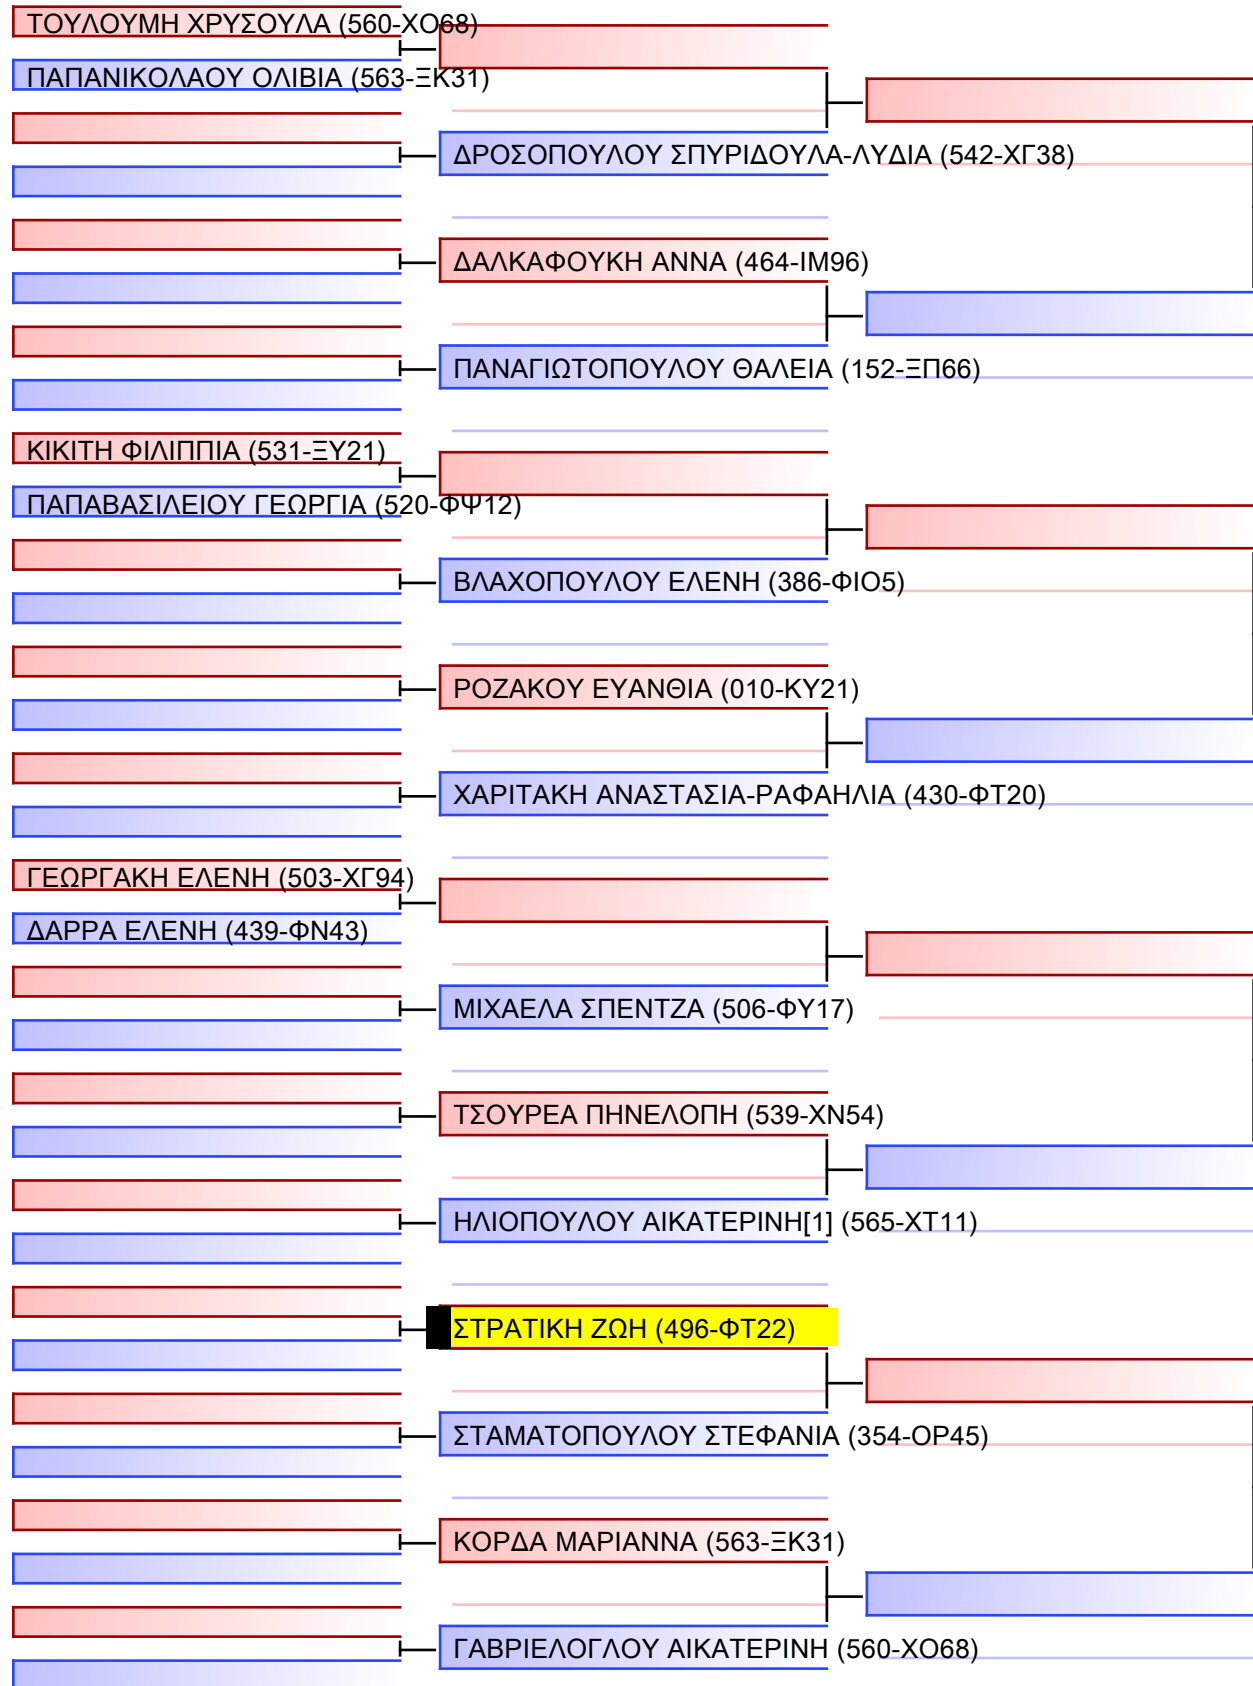 ΤΟΥΛΟΥΜΗ ΧΡΥΣΟΥΛΑ (560-ΧΟ68)
ΠΑΠΑΝΙΚΟΛΑΟΥ ΟΛΙΒΙΑ (563-ΞΚ31)
ΔΡΟΣΟΠΟΥΛΟΥ ΣΠΥΡΙΔΟΥΛΑ-ΛΥΔΙΑ (542-ΧΓ38)
ΔΑΛΚΑΦΟΥΚΗ ΑΝΝΑ (464-ΙΜ96)
ΠΑΝΑΓΙΩΤΟΠΟΥΛΟΥ ΘΑΛΕΙΑ (152-ΞΠ66)
ΚΙΚΙΤΗ ΦΙΛΙΠΠΙΑ (531-ΞΥ21)
ΠΑΠΑΒΑΣΙΛΕΙΟΥ ΓΕΩΡΓΙΑ (520-ΦΨ12)
ΒΛΑΧΟΠΟΥΛΟΥ ΕΛΕΝΗ (386-ΦΙΟ5)
ΡΟΖΑΚΟΥ ΕΥΑΝΘΙΑ (010-ΚΥ21)
ΧΑΡΙΤΑΚΗ ΑΝΑΣΤΑΣΙΑ-ΡΑΦΑΗΛΙΑ (430-ΦΤ20)
ΓΕΩΡΓΑΚΗ ΕΛΕΝΗ (503-ΧΓ94)
ΔΑΡΡΑ ΕΛΕΝΗ (439-ΦΝ43)
ΜΙΧΑΕΛΑ ΣΠΕΝΤΖΑ (506-ΦΥ17)
ΤΣΟΥΡΕΑ ΠΗΝΕΛΟΠΗ (539-ΧΝ54)
ΗΛΙΟΠΟΥΛΟΥ ΑΙΚΑΤΕΡΙΝΗ[1] (565-ΧΤ11)
ΣΤΡΑΤΙΚΗ ΖΩΗ (496-ΦΤ22)
ΣΤΑΜΑΤΟΠΟΥΛΟΥ ΣΤΕΦΑΝΙΑ (354-ΟΡ45)
ΚΟΡΔΑ ΜΑΡΙΑΝΝΑ (563-ΞΚ31)
ΓΑΒΡΙΕΛΟΓΛΟΥ ΑΙΚΑΤΕΡΙΝΗ (560-ΧΟ68)